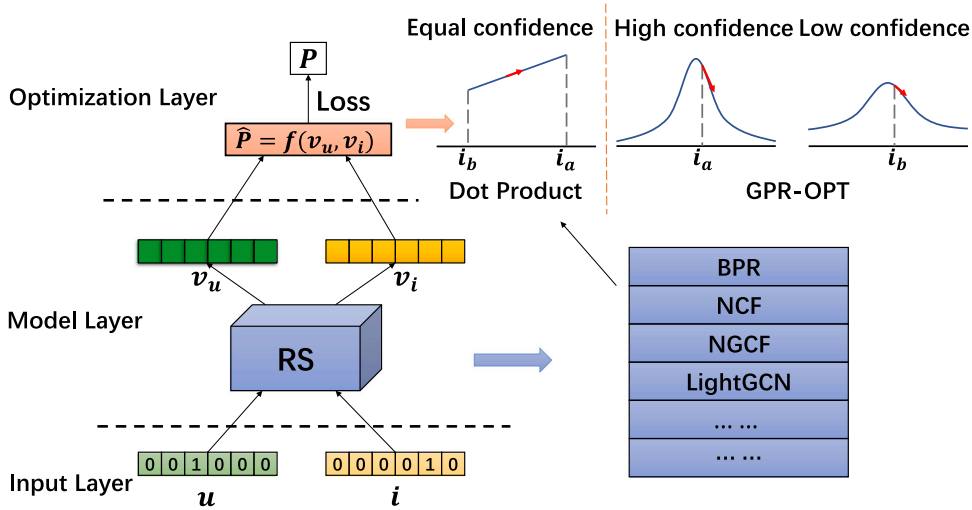 Equal confidence
High confidence Low confidence
P
Loss
Optimization Layer
P̂ = f(v_u, v_i)
i_b i_a
i_a
i_b
Dot Product
GPR-OPT
v_u
v_i
BPR
NCF
NGCF
LightGCN
... ...
... ...
Model Layer
RS
0 0 1 0 0 0
0 0 0 0 1 0
Input Layer
u
i